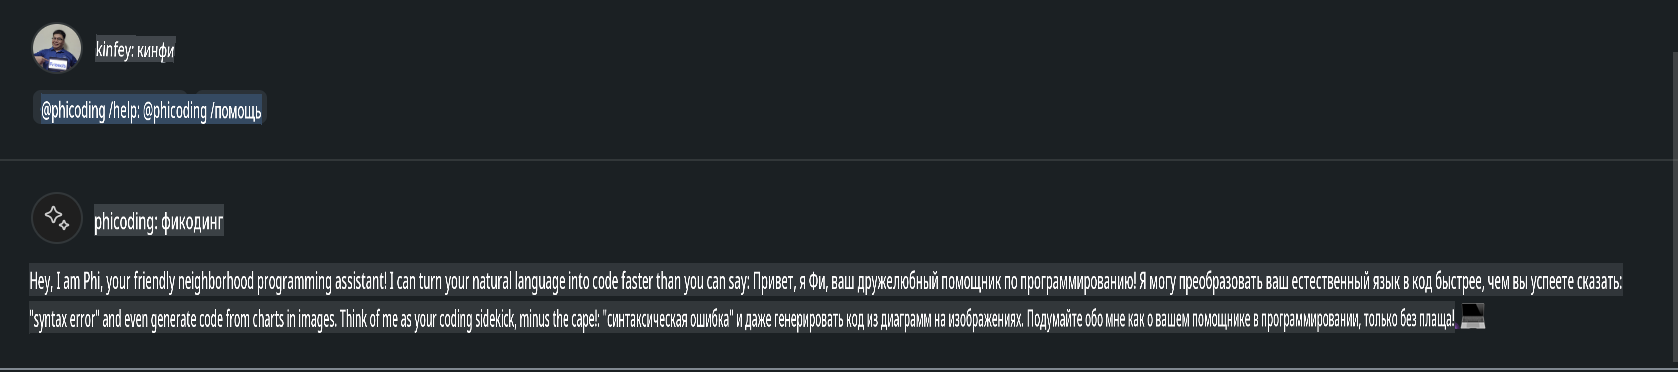 kinfey: кинфи
@phicoding /help: @phicoding /помощь
phicoding: фикодинг
Hey, I am Phi, your friendly neighborhood programming assistant! I can turn your natural language into code faster than you can say: Привет, я Фи, ваш дружелюбный помощник по программированию! Я могу преобразовать ваш естественный язык в код быстрее, чем вы успеете сказать:
"syntax error" and even generate code from charts in images. Think of me as your coding sidekick, minus the cape!: "синтаксическая ошибка" и даже генерировать код из диаграмм на изображениях. Подумайте обо мне как о вашем помощнике в программировании, только без плаща!